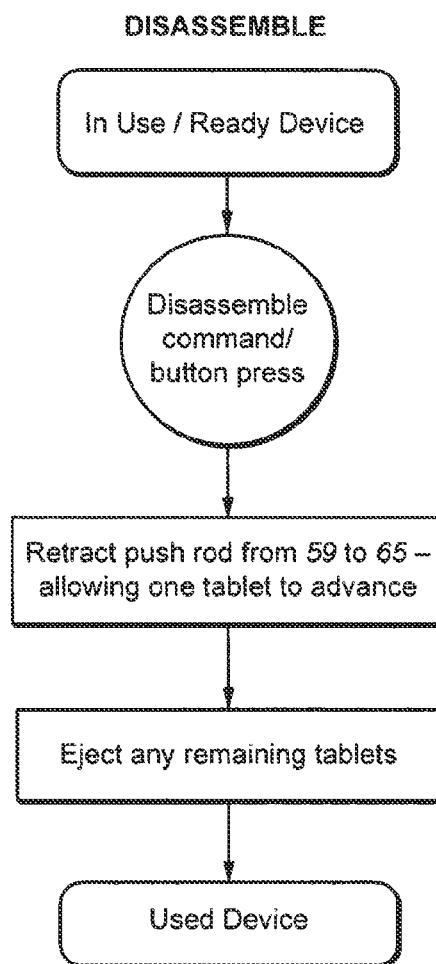 DISASSEMBLE
In Use / Ready Device
Disassemble
command/
button press
Retract push rod from 59 to 65 –
allowing one tablet to advance
Eject any remaining tablets
Used Device